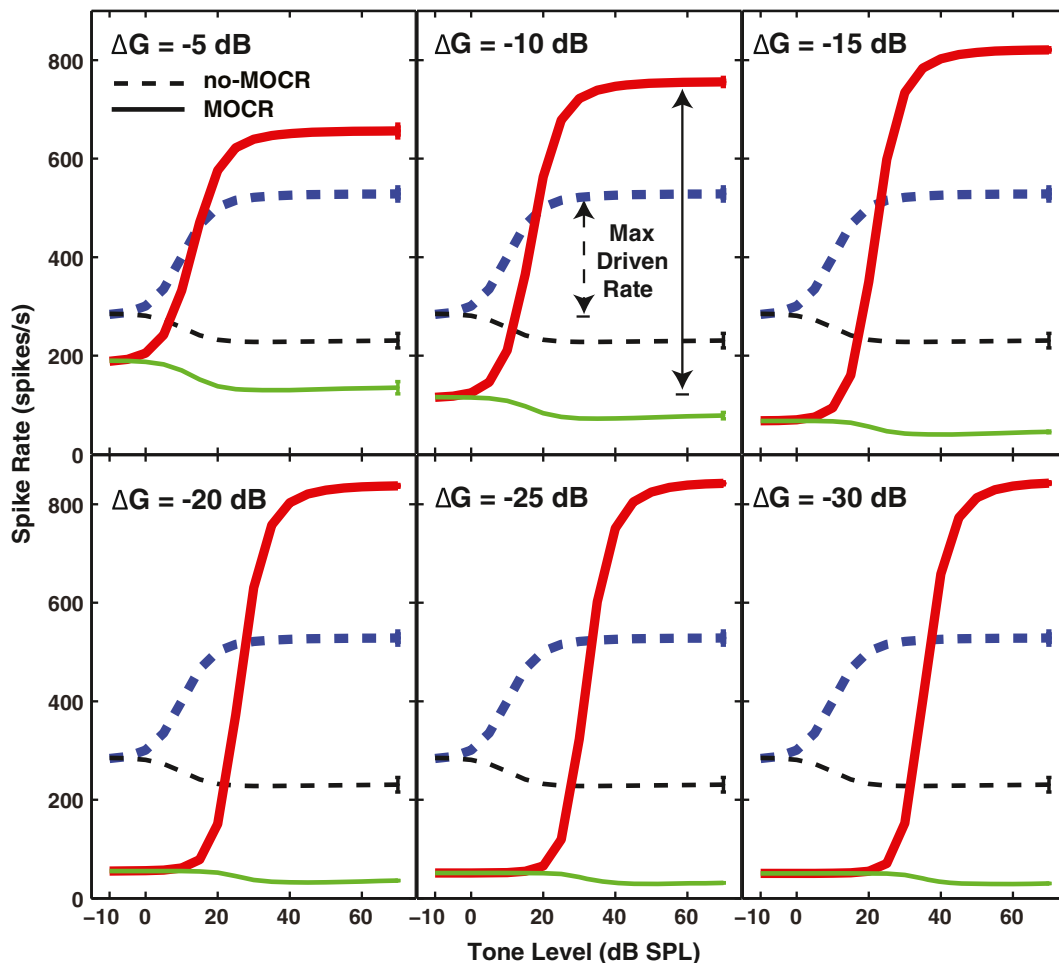 ΔG = -5 dB
ΔG = -10 dB
ΔG = -15 dB
no-MOCR
MOCR
Max
Driven
Rate
800
600
400
200
0
ΔG = -20 dB
ΔG = -25 dB
ΔG = -30 dB
800
600
400
200
0
−10 0 20 40 60
−10 0 20 40 60
−10 0 20 40 60
Spike Rate (spikes/s)
Tone Level (dB SPL)